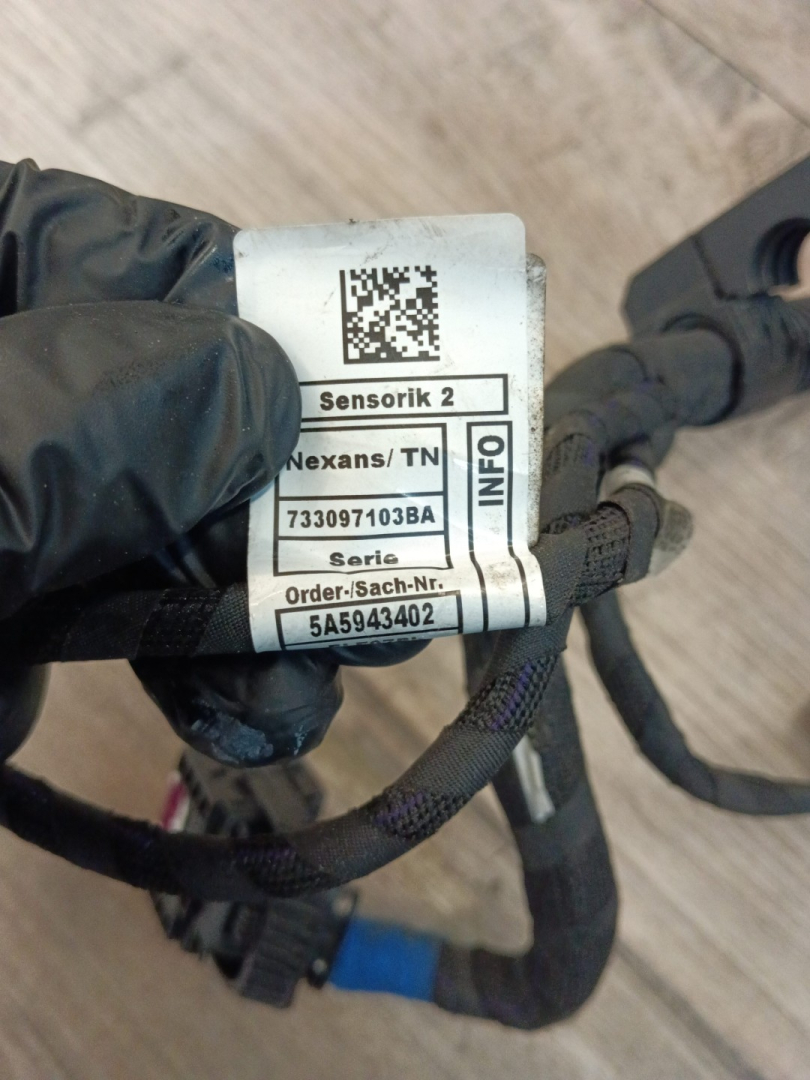 Sensorik 2
Nexans/ TN
INFO
733097103BA
Serie
Order-/Sach-Nr.
5A5943402